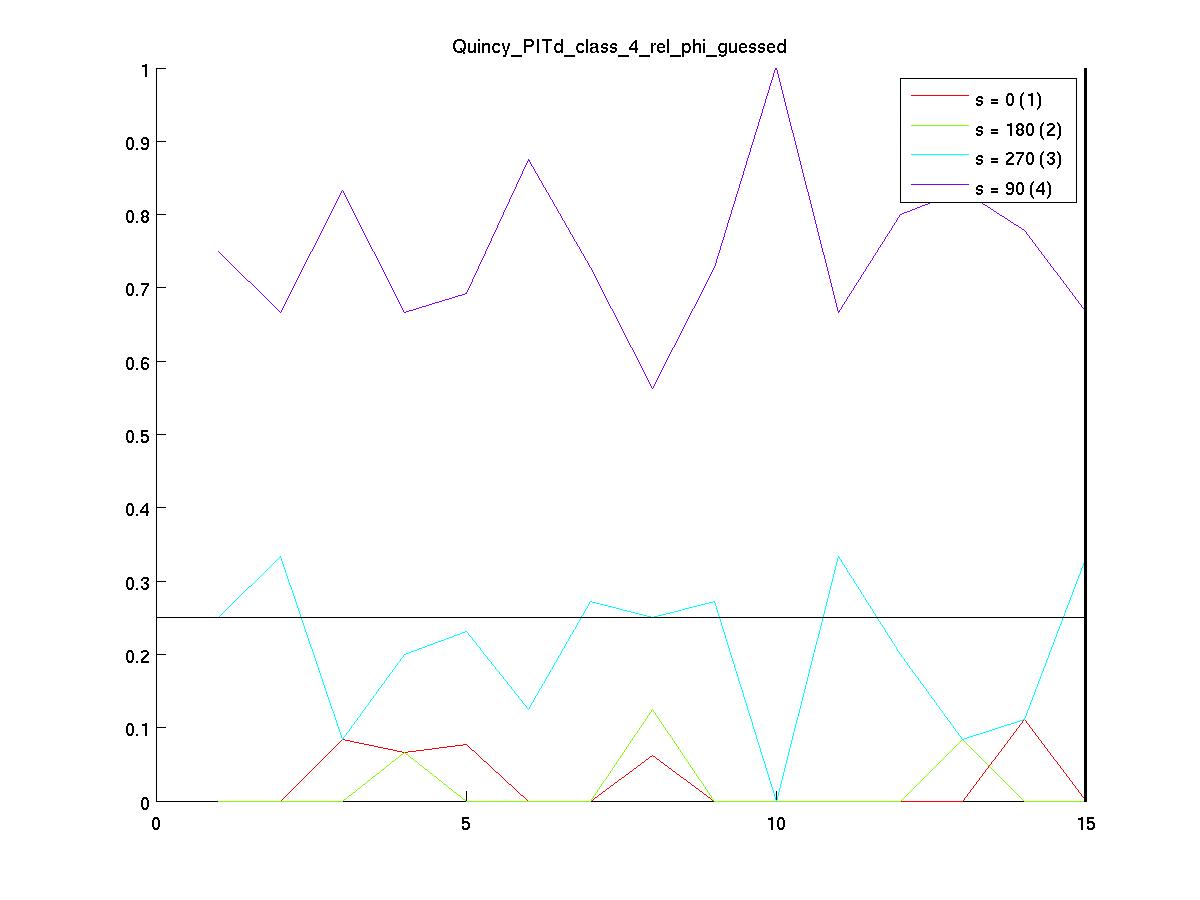 Quincy_PITd_class_4_rel_phi_guessed
1
0.9
0.8
0.7
0.6
0.5
0.4
0.3
0.2
0.1
0
s = 0 (1)
s = 180 (2)
s = 270 (3)
s = 90 (4)
0 5 10 15